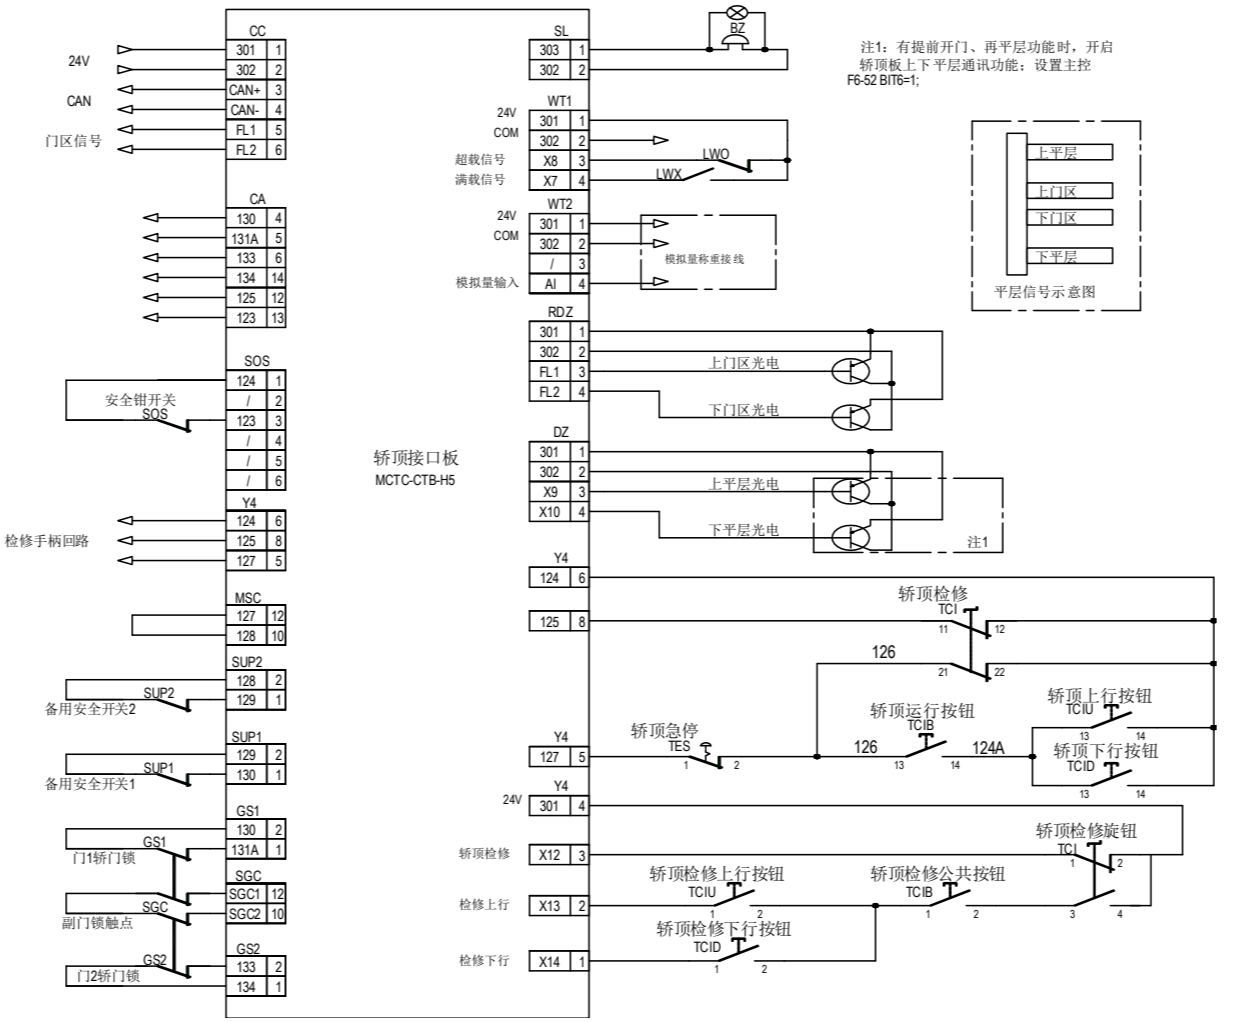 CC
24V
301 1
302 2
CAN
CAN+ 3
CAN- 4
门区信号
FL1 5
FL2 6
CA
130 4
131A 5
133 6
134 14
125 12
123 13
SOS
安全钳开关
SOS
124 1
/ 2
123 3
/ 4
/ 5
/ 6
Y4
检修手柄回路
124 6
125 8
127 5
MSC
127 12
128 10
SUP2
SUP2
128 2
129 1
备用安全开关2
SUP1
SUP1
129 2
130 1
备用安全开关1
GS1
GS1
130 2
131A 1
门1轿门锁
SGC
SGC
SGC1 12
SGC2 10
副门锁触点
GS2
GS2
133 2
134 1
门2轿门锁
轿顶接口板
MCTC-CTB-H5
SL
303 1
302 2
BZ
WT1
24V
COM
301 1
302 2
超载信号
X8 3
LWO
满载信号
X7 4
LWX
WT2
24V
COM
301 1
302 2
/ 3
模拟量输入
AI 4
模拟量称重接线
RDZ
301 1
302 2
FL1 3
FL2 4
上门区光电
下门区光电
DZ
301 1
302 2
X9 3
X10 4
上平层光电
下平层光电
注1
Y4
124 6
125 8
轿顶检修
TCI
11 12
126
21 22
轿顶上行按钮
TCIU
13 14
轿顶运行按钮
TCIB
轿顶急停
TES
Y4
127 5
1 2
126
13 14
124A
轿顶下行按钮
TCID
13 14
Y4
24V
301 4
轿顶检修旋钮
TCI
轿顶检修
X12 3
1 2
轿顶检修上行按钮
TCIU
轿顶检修公共按钮
TCIB
检修上行
X13 2
1 2
1 2
3 4
轿顶检修下行按钮
TCID
检修下行
X14 1
1 2
注1：有提前开门、再平层功能时，开启
轿顶板上下平层通讯功能；设置主控
F6-52 BIT6=1;
上平层
上门区
下门区
下平层
平层信号示意图